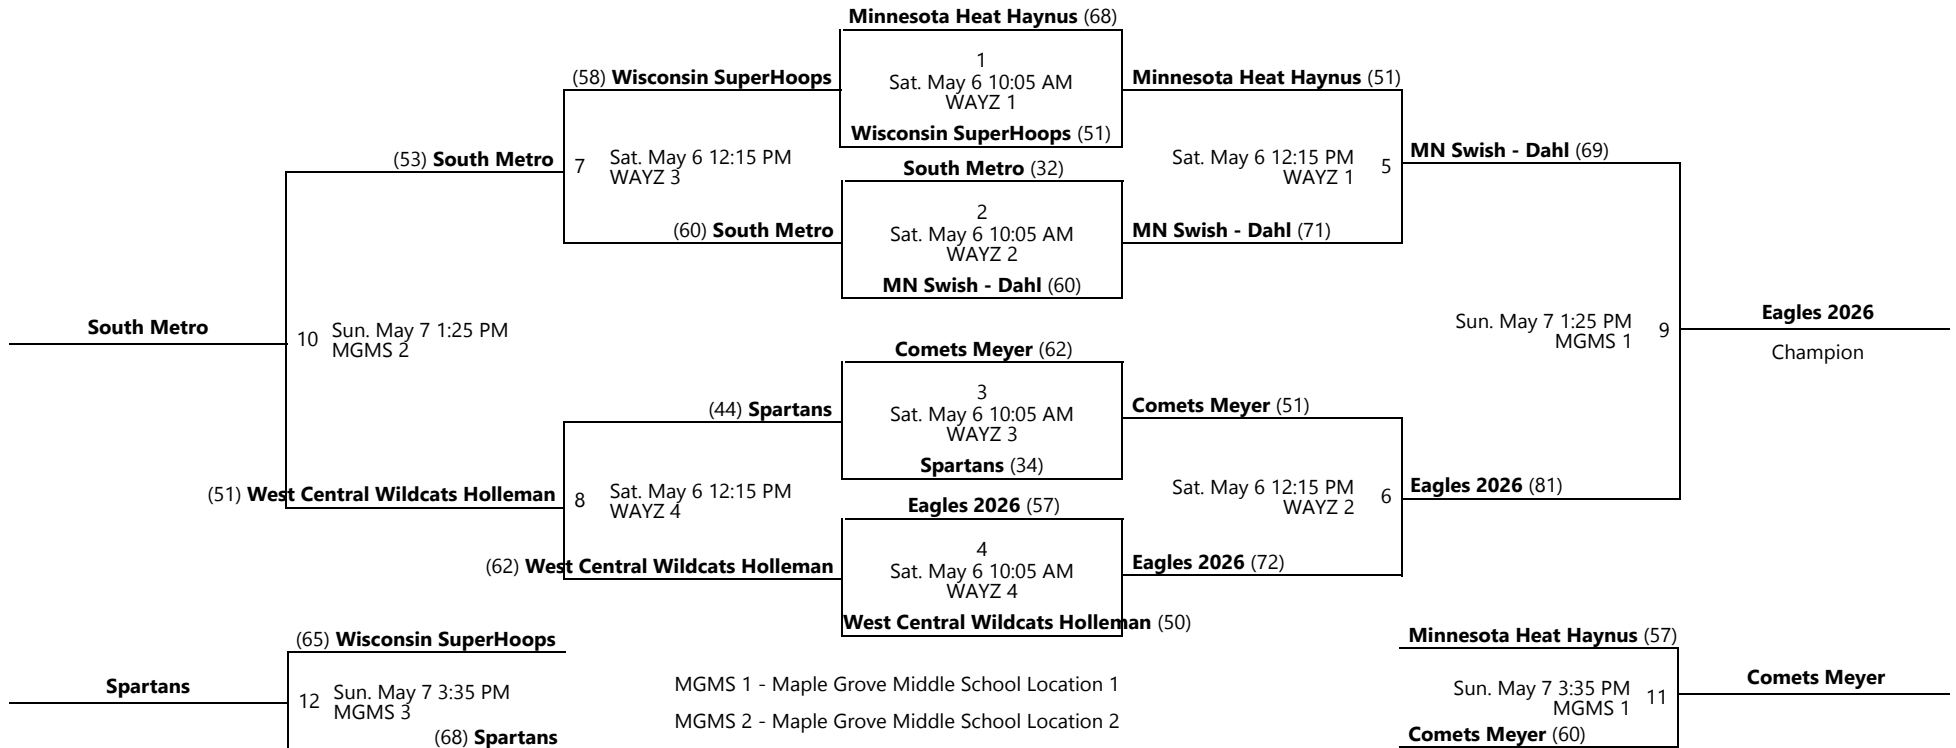 Minnesota Heat Haynus (68)
1
Sat. May 6 10:05 AM
WAYZ 1
Wisconsin SuperHoops (51)
(58) Wisconsin SuperHoops
Minnesota Heat Haynus (51)
(53) South Metro
7 Sat. May 6 12:15 PM
WAYZ 3
South Metro (32)
Sat. May 6 12:15 PM 5
WAYZ 1
MN Swish - Dahl (69)
2
Sat. May 6 10:05 AM
WAYZ 2
MN Swish - Dahl (60)
(60) South Metro
MN Swish - Dahl (71)
South Metro
10 Sun. May 7 1:25 PM
MGMS 2
Sun. May 7 1:25 PM 9
MGMS 1
Eagles 2026
Champion
Comets Meyer (62)
3
Sat. May 6 10:05 AM
WAYZ 3
Spartans (34)
(44) Spartans
Comets Meyer (51)
(51) West Central Wildcats Holleman
8 Sat. May 6 12:15 PM
WAYZ 4
Sat. May 6 12:15 PM 6
WAYZ 2
Eagles 2026 (81)
Eagles 2026 (57)
4
Sat. May 6 10:05 AM
WAYZ 4
West Central Wildcats Holleman (50)
(62) West Central Wildcats Holleman
Eagles 2026 (72)
(65) Wisconsin SuperHoops
Spartans
12 Sun. May 7 3:35 PM
MGMS 3
(68) Spartans
MGMS 1 - Maple Grove Middle School Location 1
MGMS 2 - Maple Grove Middle School Location 2
Minnesota Heat Haynus (57)
Sun. May 7 3:35 PM 11
MGMS 1
Comets Meyer (60)
Comets Meyer